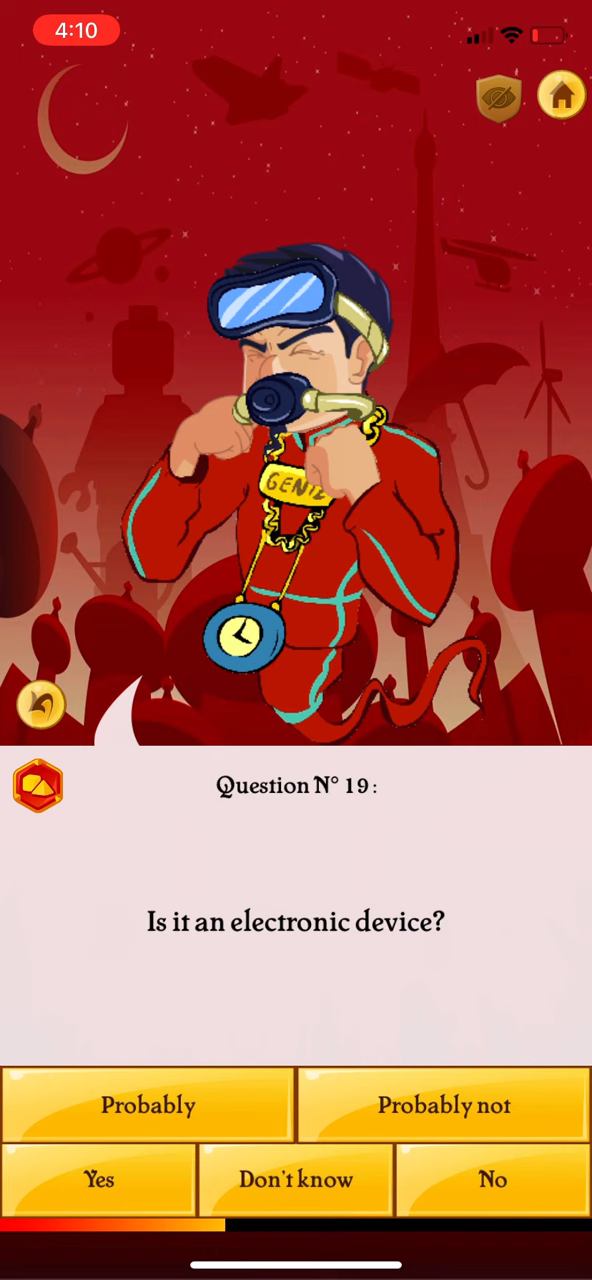 4:10
GENIE
Question N° 19:
Is it an electronic device?
Probably
Probably not
Yes
Don't know
No